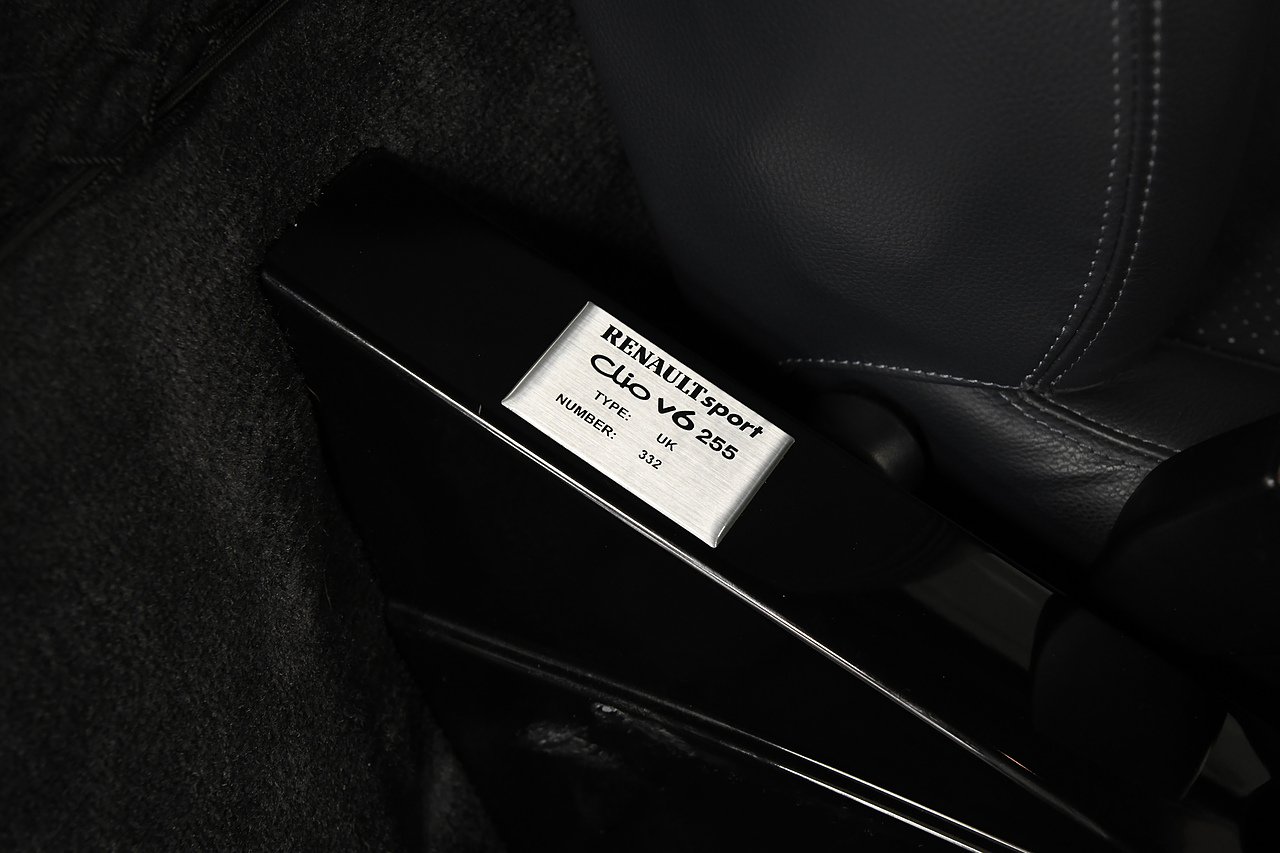 RENAULTsport
Clio v6 255
TYPE: UK
NUMBER: 332